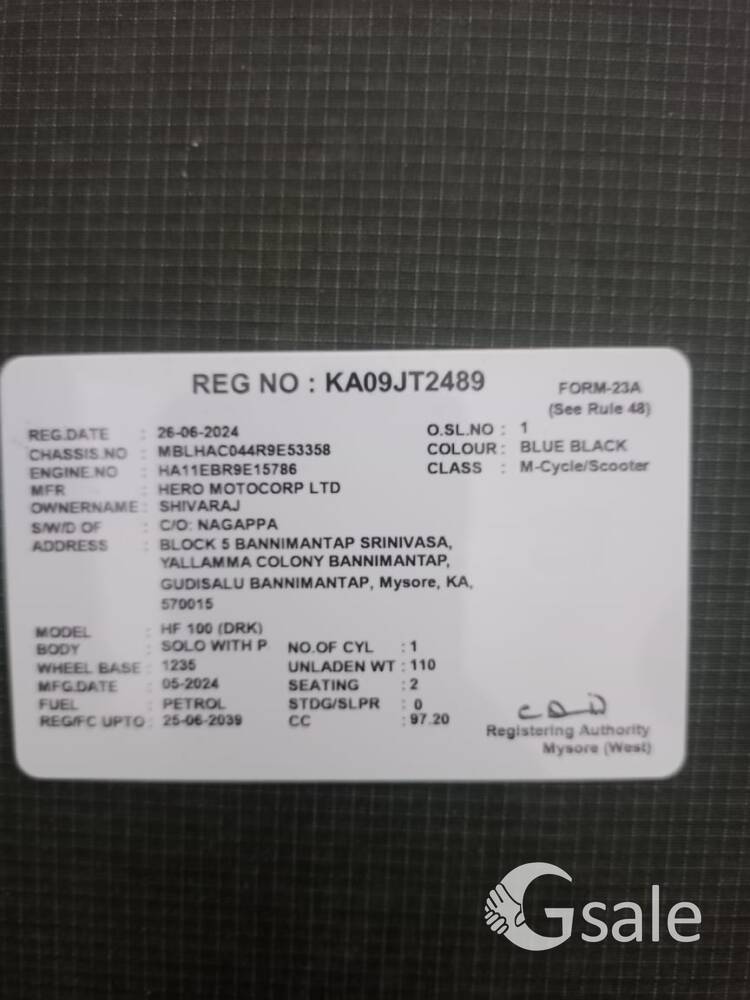 REG NO : KA09JT2489
FORM-23A
(See Rule 48)
REG.DATE : 26-06-2024 O.SL.NO : 1
CHASSIS.NO : MBLHAC044R9E53358 COLOUR : BLUE BLACK
ENGINE.NO : HA11EBR9E15786 CLASS : M-Cycle/Scooter
MFR : HERO MOTOCORP LTD
OWNERNAME : SHIVARAJ
S/W/D OF : C/O: NAGAPPA
ADDRESS : BLOCK 5 BANNIMANTAP SRINIVASA,
YALLAMMA COLONY BANNIMANTAP,
GUDISALU BANNIMANTAP, Mysore, KA,
570015
MODEL : HF 100 (DRK)
BODY : SOLO WITH P NO.OF CYL : 1
WHEEL BASE : 1235 UNLADEN WT : 110
MFG.DATE : 05-2024 SEATING : 2
FUEL : PETROL STDG/SLPR : 0
REG/FC UPTO : 25-06-2039 CC : 97.20
Registering Authority
Mysore (West)
Gsale